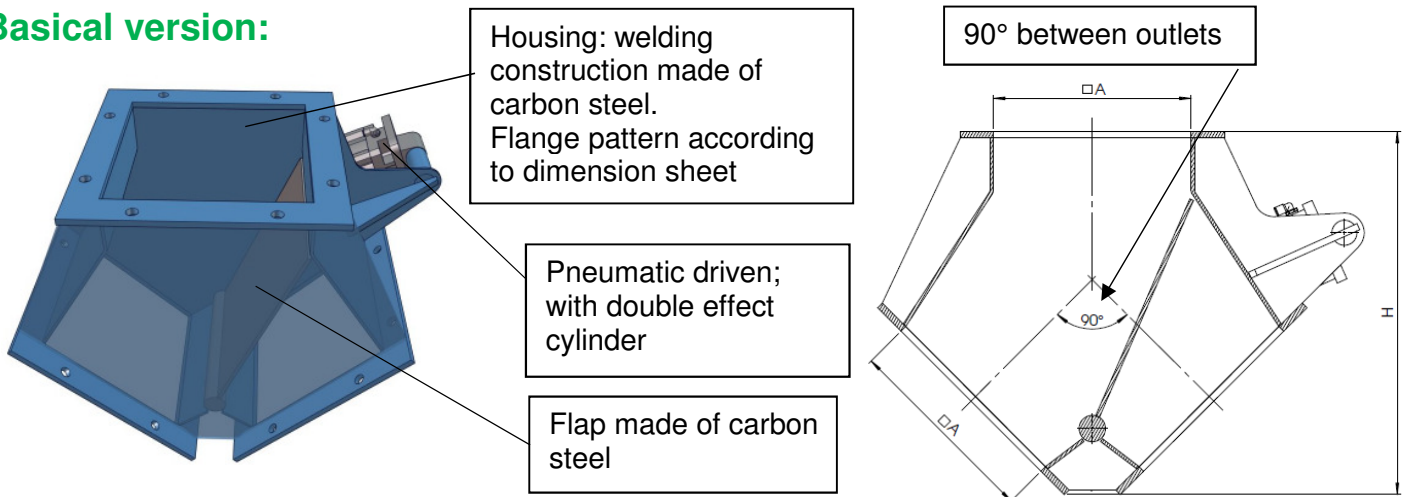 Basical version:
Housing: welding
construction made of
carbon steel.
Flange pattern according
to dimension sheet
Pneumatic driven;
with double effect
cylinder
Flap made of carbon
steel
90° between outlets
□A
90°
□A
H